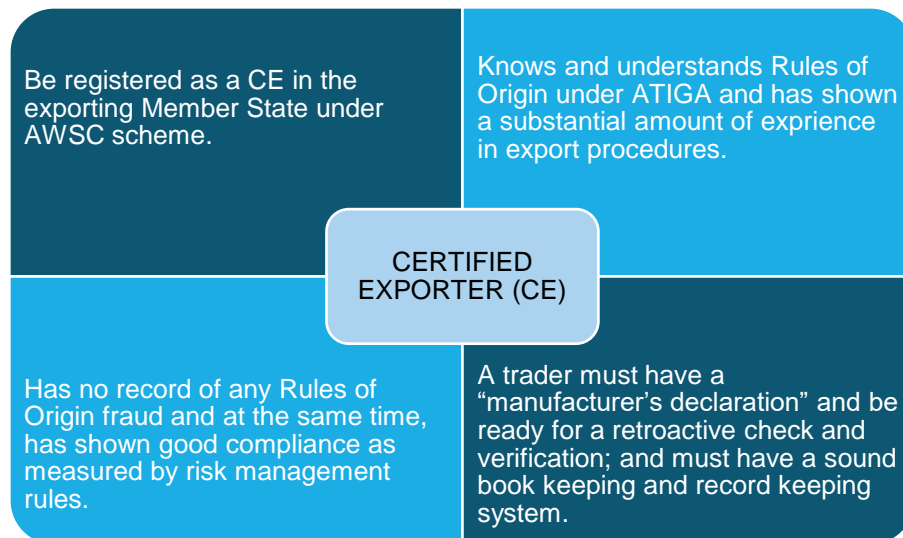 Be registered as a CE in the
exporting Member State under
AWSC scheme.
Knows and understands Rules of
Origin under ATIGA and has shown
a substantial amount of exprience
in export procedures.
CERTIFIED
EXPORTER (CE)
Has no record of any Rules of
Origin fraud and at the same time,
has shown good compliance as
measured by risk management
rules.
A trader must have a
“manufacturer’s declaration” and be
ready for a retroactive check and
verification; and must have a sound
book keeping and record keeping
system.